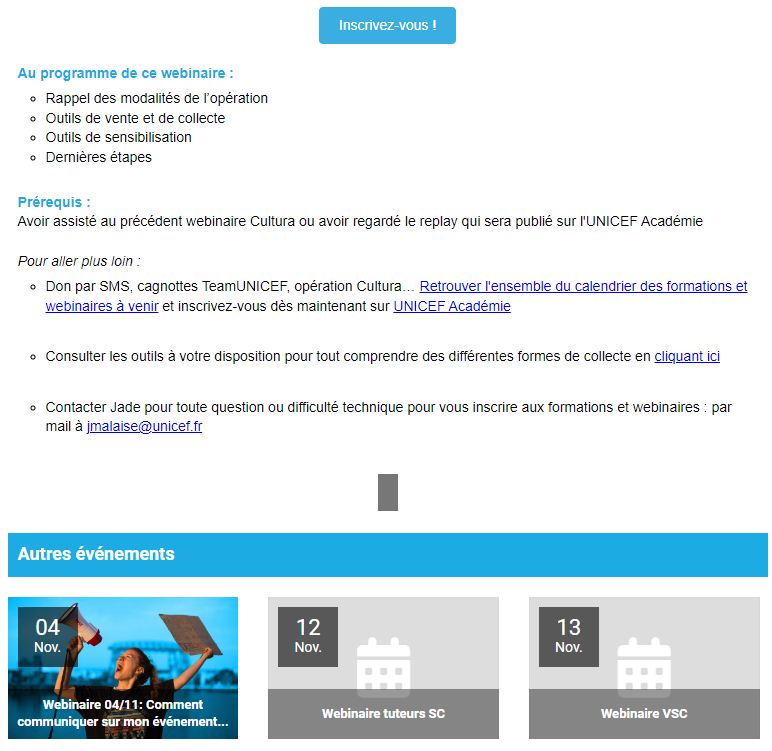 Inscrivez-vous !
Au programme de ce webinaire :
Rappel des modalités de l'opération
Outils de vente et de collecte
Outils de sensibilisation
Dernières étapes
Prérequis :
Avoir assisté au précédent webinaire Cultura ou avoir regardé le replay qui sera publié sur l'UNICEF Académie
Pour aller plus loin :
Don par SMS, cagnottes TeamUNICEF, opération Cultura… Retrouver l'ensemble du calendrier des formations et
webinaires à venir et inscrivez-vous dès maintenant sur UNICEF Académie
Consulter les outils à votre disposition pour tout comprendre des différentes formes de collecte en cliquant ici
Contacter Jade pour toute question ou difficulté technique pour vous inscrire aux formations et webinaires : par
mail à jmalaise@unicef.fr
Autres événements
04
Nov.
Webinaire 04/11: Comment
communiquer sur mon événement...
12
Nov.
Webinaire tuteurs SC
13
Nov.
Webinaire VSC